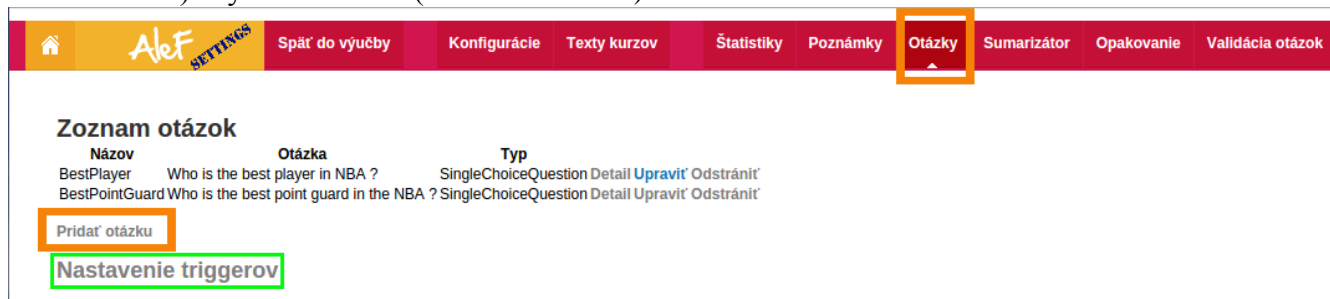 AleF SETTINGS Späť do výučby Konfigurácie Texty kurzov Štatistiky Poznámky Otázky Sumarizátor Opakovanie Validácia otázok
Zoznam otázok
Názov Otázka Typ
BestPlayer Who is the best player in NBA ? SingleChoiceQuestion Detail Upraviť Odstrániť
BestPointGuard Who is the best point guard in the NBA ? SingleChoiceQuestion Detail Upraviť Odstrániť
Pridať otázku
Nastavenie triggerov